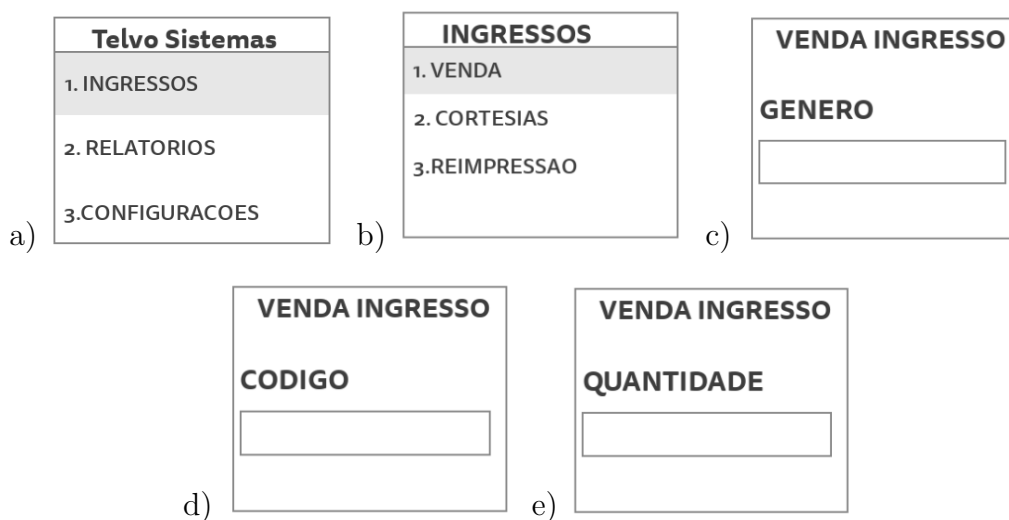 Telvo Sistemas
1. INGRESSOS
2. RELATORIOS
3.CONFIGURACOES
a)
INGRESSOS
1. VENDA
2. CORTESIAS
3.REIMPRESSAO
b)
VENDA INGRESSO
GENERO
c)
VENDA INGRESSO
CODIGO
d)
VENDA INGRESSO
QUANTIDADE
e)